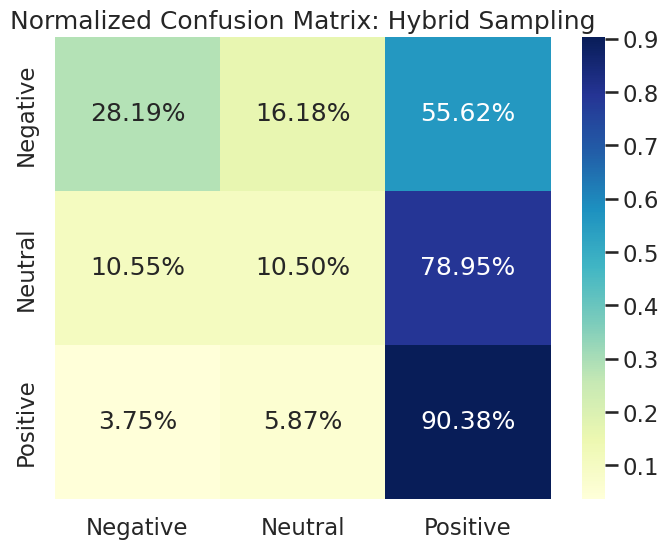 Normalized Confusion Matrix: Hybrid Sampling
Negative 28.19% 16.18% 55.62%
Neutral 10.55% 10.50% 78.95%
Positive 3.75% 5.87% 90.38%
Negative Neutral Positive
0.9
0.8
0.7
0.6
0.5
0.4
0.3
0.2
0.1